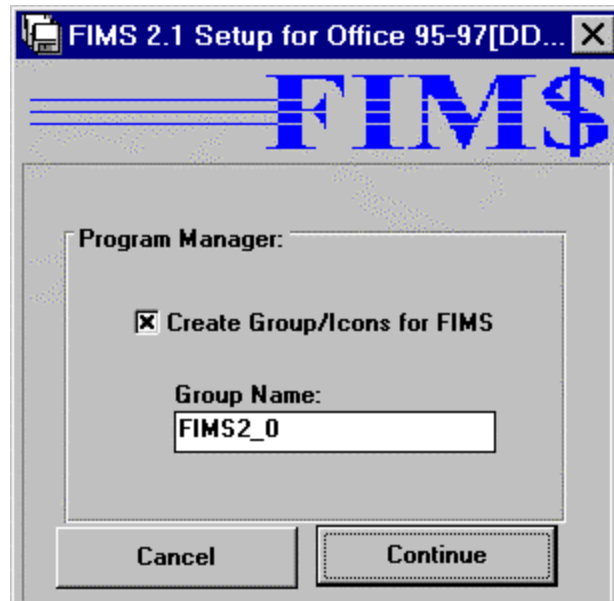 FIMS 2.1 Setup for Office 95-97[DD...
FIM$
Program Manager:
Create Group/Icons for FIMS
Group Name:
FIMS2_0
Cancel
Continue